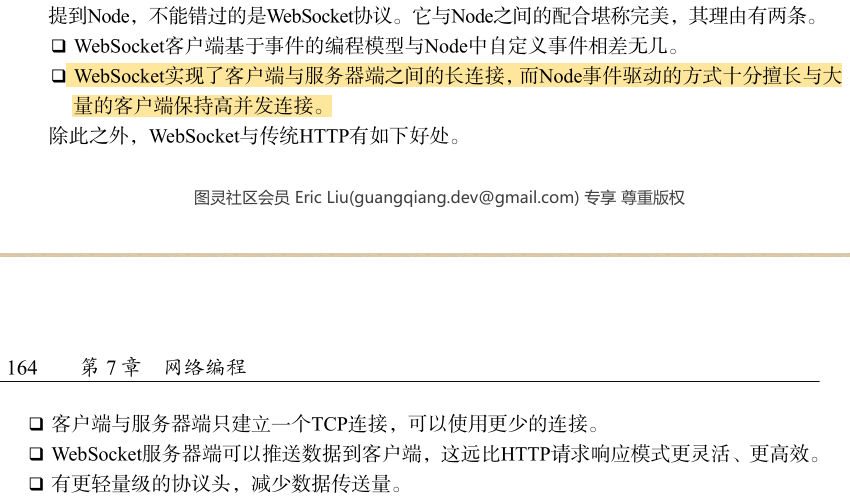 提到Node，不能错过的是WebSocket协议。它与Node之间的配合堪称完美，其理由有两条。
❑ WebSocket客户端基于事件的编程模型与Node中自定义事件相差无几。
❑ WebSocket实现了客户端与服务器端之间的长连接，而Node事件驱动的方式十分擅长与大
量的客户端保持高并发连接。
除此之外，WebSocket与传统HTTP有如下好处。
图灵社区会员 Eric Liu(guangqiang.dev@gmail.com) 专享 尊重版权
164 第 7 章 网络编程
❑ 客户端与服务器端只建立一个TCP连接，可以使用更少的连接。
❑ WebSocket服务器端可以推送数据到客户端，这远比HTTP请求响应模式更灵活、更高效。
❑ 有更轻量级的协议头，减少数据传送量。